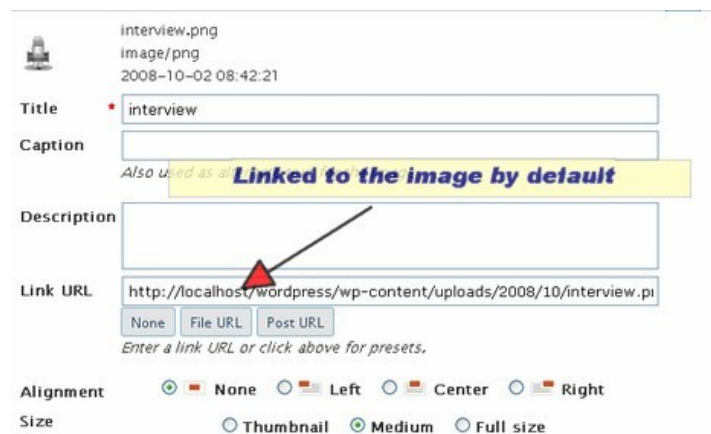 interview.png
image/png
2008-10-02 08:42:21
Title * interview
Caption
Also used as
Linked to the image by default
Description
Link URL http://localhost/wordpress/wp-content/uploads/2008/10/interview.p
None File URL Post URL
Enter a link URL or click above for presets.
Alignment None Left Center Right
Size Thumbnail Medium Full size